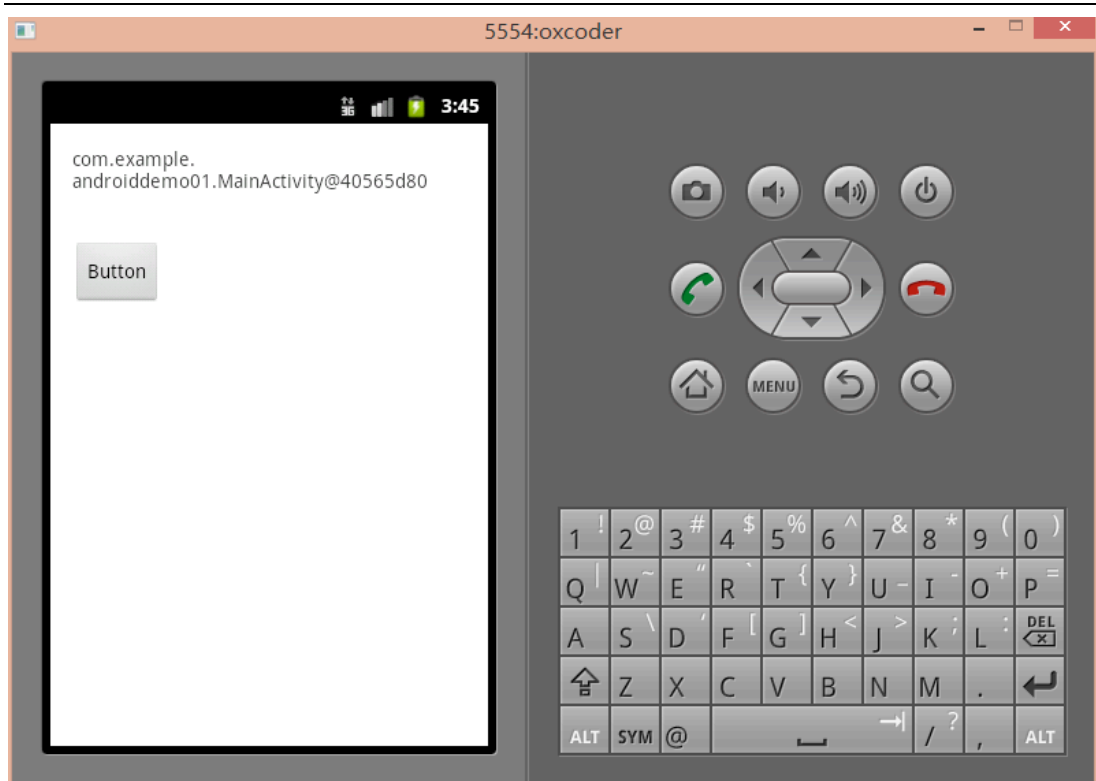 5554:oxcoder
3G 3:45
com.example.
androiddemo01.MainActivity@40565d80
Button
MENU
1 ! 2 @ 3 # 4 $ 5 % 6 ^ 7 & 8 * 9 ( 0 )
Q | W ~ E " R ` T { Y } U _ I - O + P =
A S \ D ' F [ G ] H < J > K ; L : DEL
Z X C V B N M .
ALT SYM @ / ? , ALT